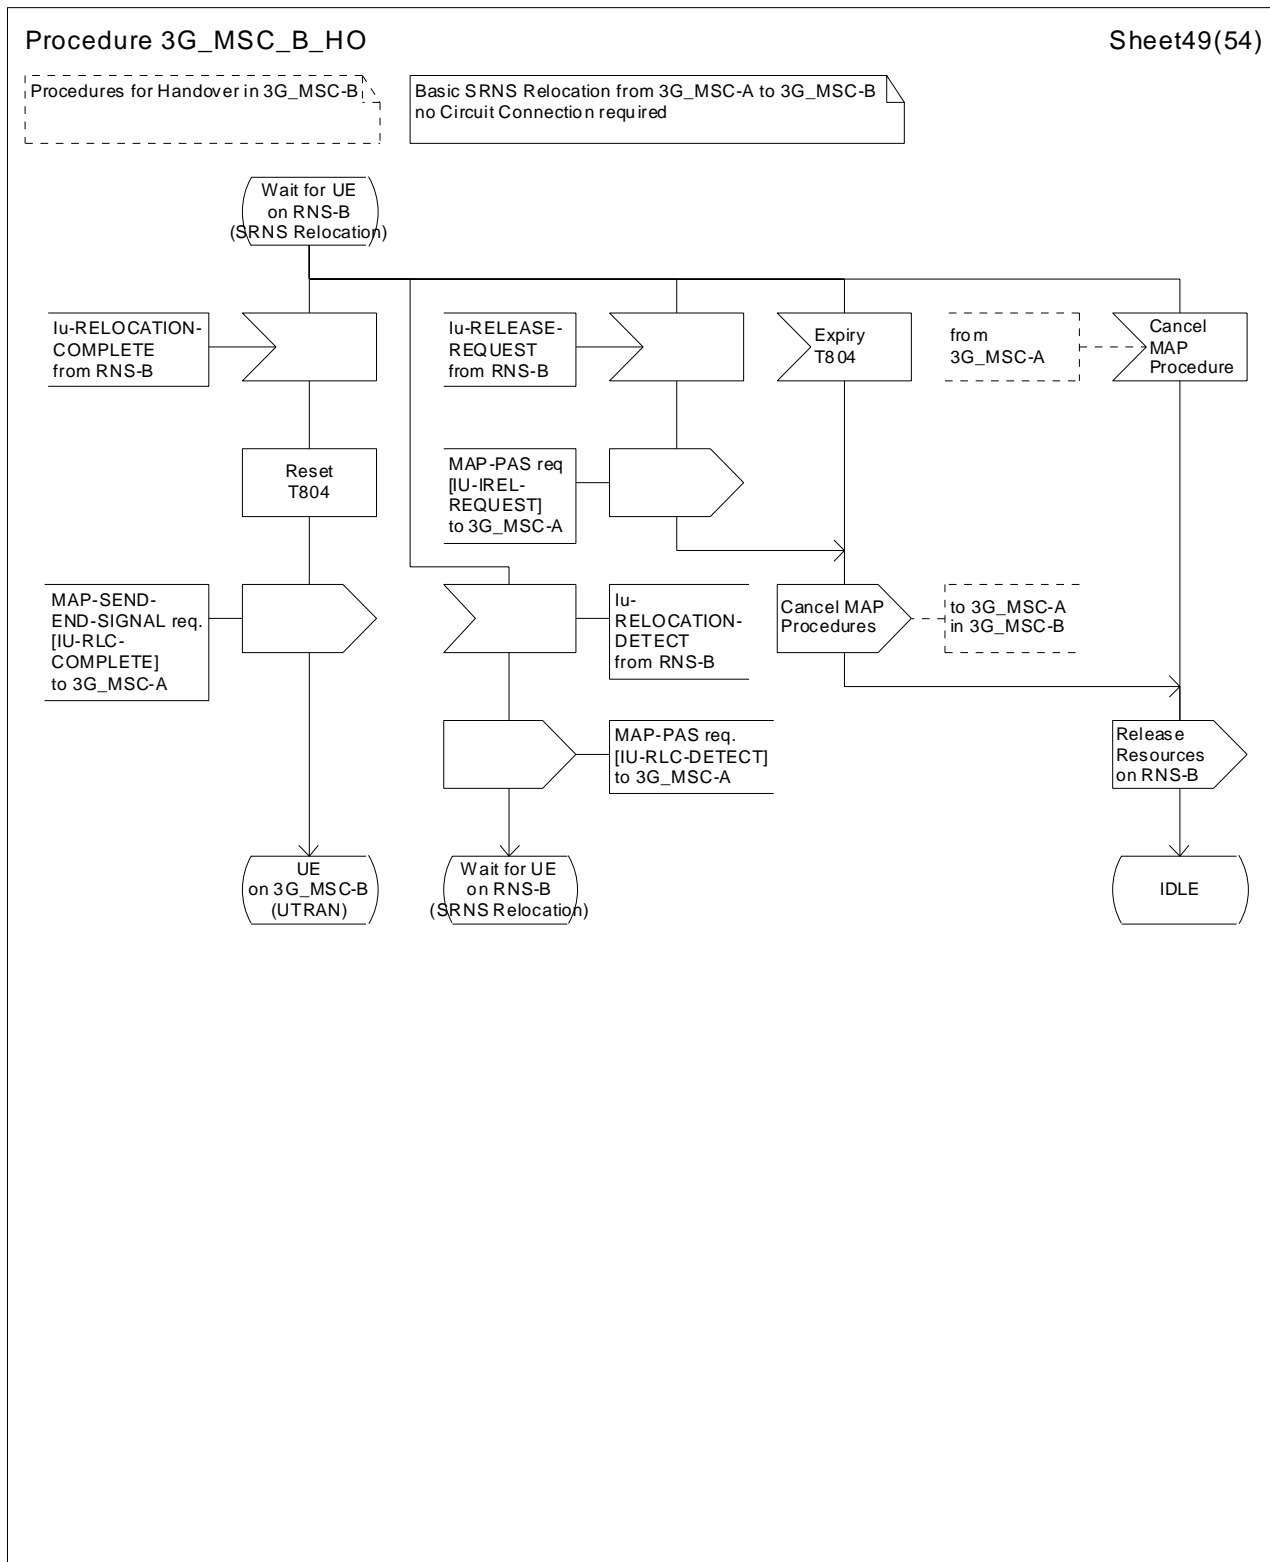 Procedure 3G_MSC_B_HO
Sheet49(54)
Procedures for Handover in 3G_MSC-B
Basic SRNS Relocation from 3G_MSC-A to 3G_MSC-B
no Circuit Connection required
Wait for UE
on RNS-B
(SRNS Relocation)
Iu-RELOCATION-
COMPLETE
from RNS-B
Iu-RELEASE-
REQUEST
from RNS-B
Expiry
T804
from
3G_MSC-A
Cancel
MAP
Procedure
Reset
T804
MAP-PAS req
[IU-IREL-
REQUEST]
to 3G_MSC-A
MAP-SEND-
END-SIGNAL req.
[IU-RLC-
COMPLETE]
to 3G_MSC-A
Iu-
RELOCATION-
DETECT
from RNS-B
Cancel MAP
Procedures
to 3G_MSC-A
in 3G_MSC-B
MAP-PAS req.
[IU-RLC-DETECT]
to 3G_MSC-A
Release
Resources
on RNS-B
UE
on 3G_MSC-B
(UTRAN)
Wait for UE
on RNS-B
(SRNS Relocation)
IDLE